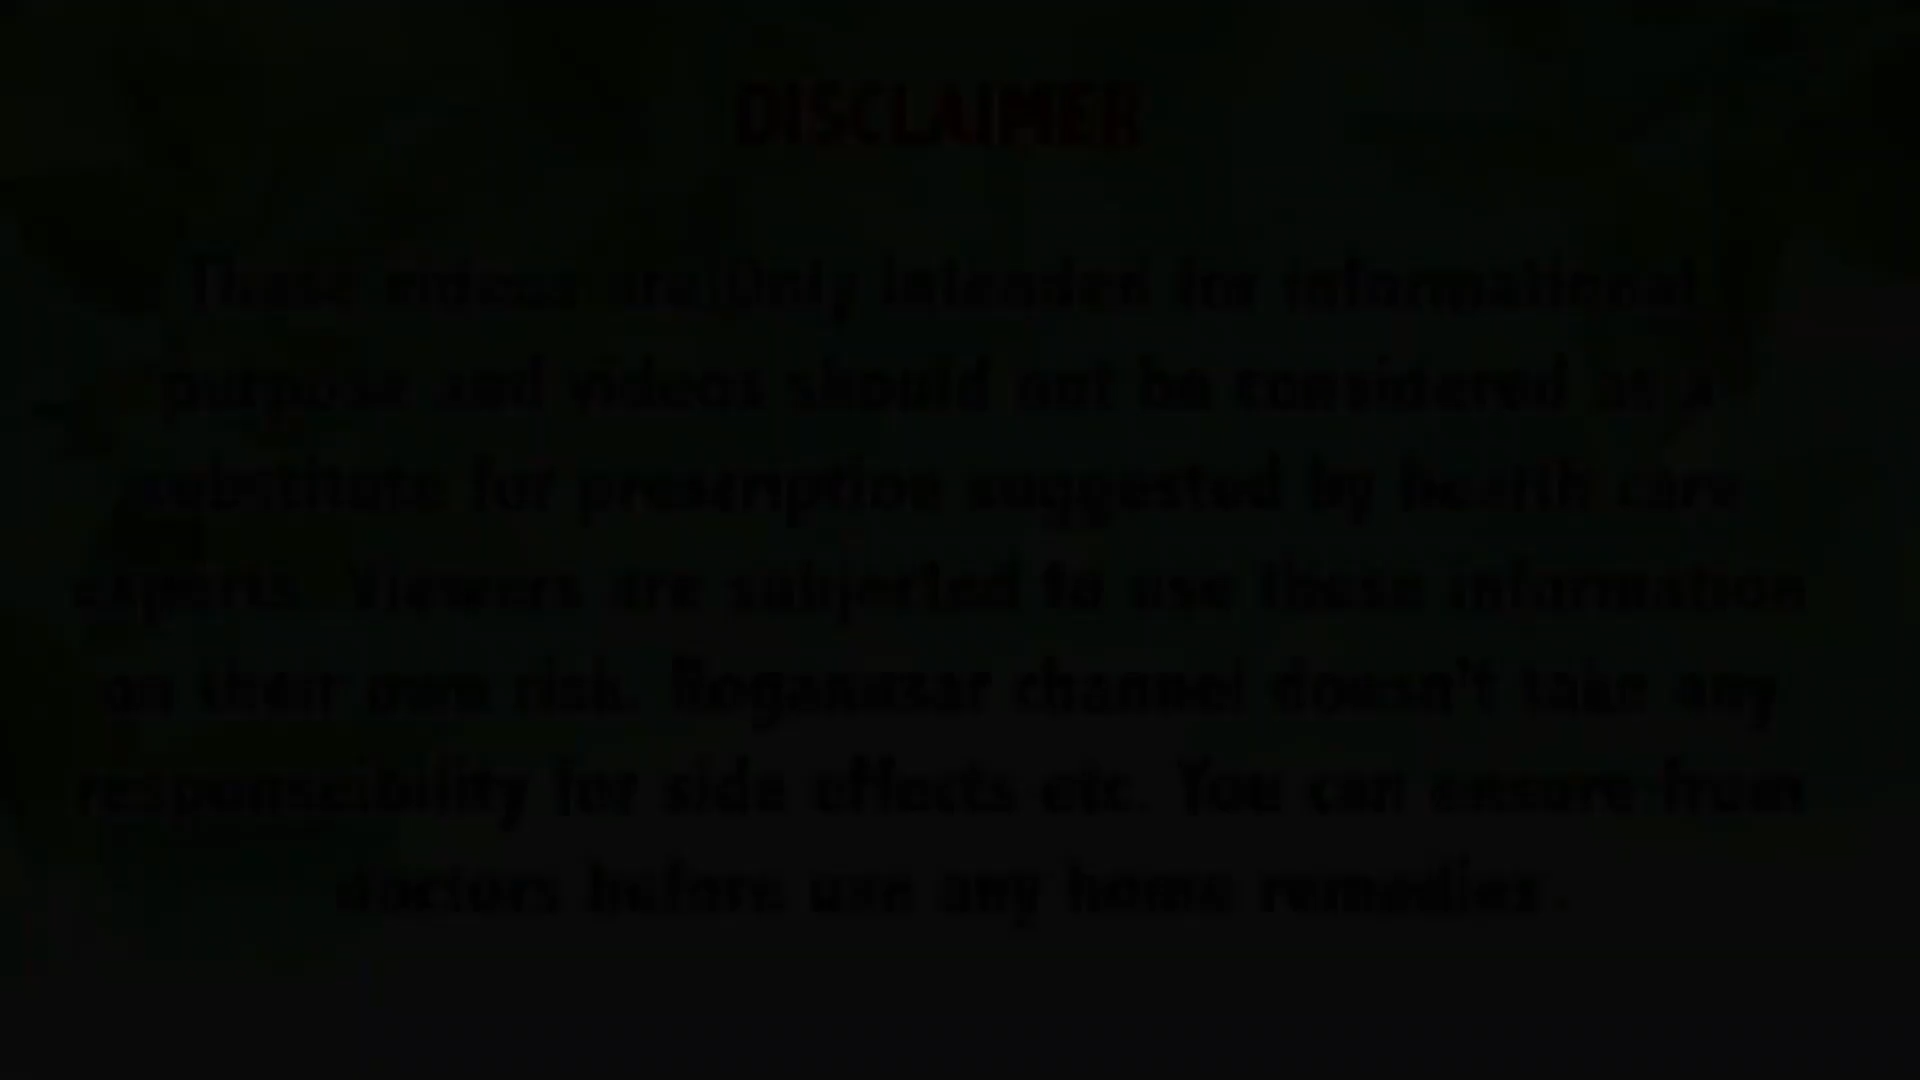 DISCLAIMER
These videos are Only intended for informational
purpose and videos should not be considered as a
substitute for prescription suggested by health care
experts. Viewers are subjected to use these information
on their own risk. channel doesn't take any
for side effects etc. You can ensure from
doctors before use any home remedies.